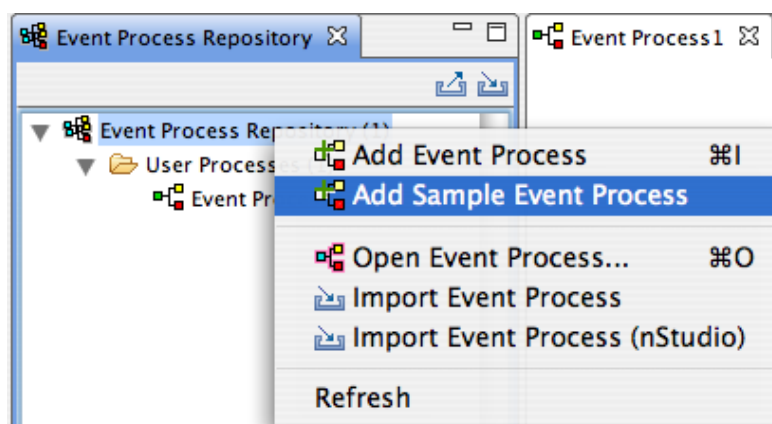 Event Process Repository
Event Process1
Event Process Repository (1)
User Processes
Event Pr
Add Event Process ⌘I
Add Sample Event Process
Open Event Process... ⌘O
Import Event Process
Import Event Process (nStudio)
Refresh